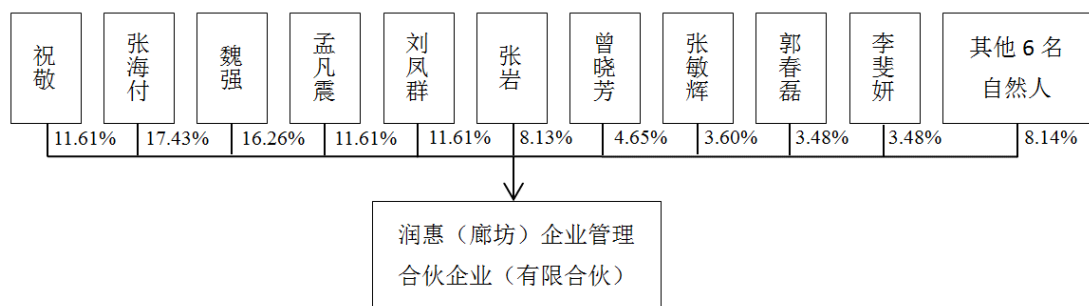 祝敬
张海付
魏强
孟凡震
刘凤群
张岩
曾晓芳
张敏辉
郭春磊
李斐妍
其他 6 名
自然人
11.61%
17.43%
16.26%
11.61%
11.61%
8.13%
4.65%
3.60%
3.48%
3.48%
8.14%
润惠（廊坊）企业管理
合伙企业（有限合伙）